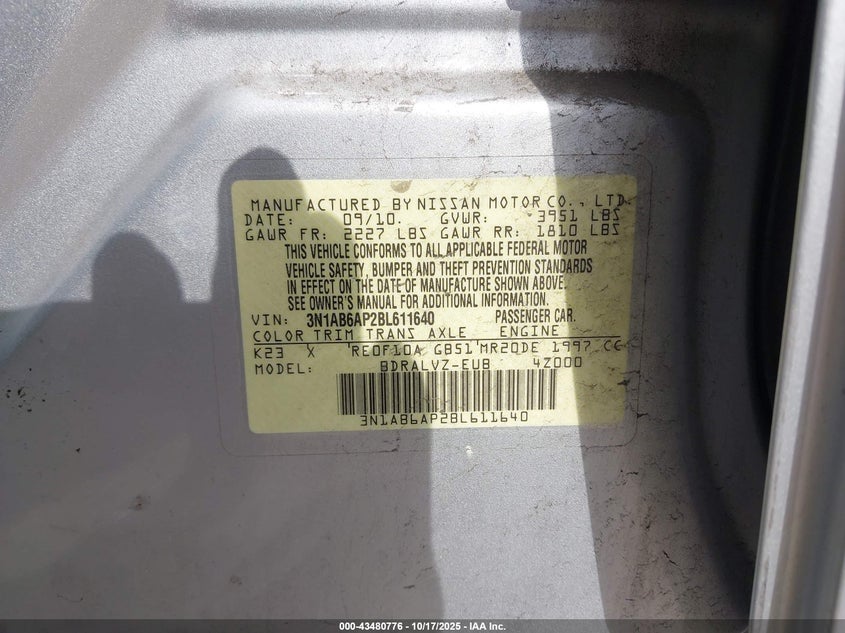 MANUFACTURED BY NISSAN MOTOR CO., LTD.
DATE: 09/10. GVWR: 3951 LBS
GAWR FR: 2227 LBS GAWR RR: 1810 LBS
THIS VEHICLE CONFORMS TO ALL APPLICABLE FEDERAL MOTOR
VEHICLE SAFETY, BUMPER AND THEFT PREVENTION STANDARDS
IN EFFECT ON THE DATE OF MANUFACTURE SHOWN ABOVE.
SEE OWNER'S MANUAL FOR ADDITIONAL INFORMATION.
VIN: 3N1AB6AP2BL611640 PASSENGER CAR.
COLOR TRIM TRANS AXLE ENGINE
K23 X RE0F10A GB51 MR20DE 1997 CC
MODEL: BDRALVZ-EUB 4Z000
3N1AB6AP2BL611640
000-43480776 - 10/17/2025 - IAA Inc.